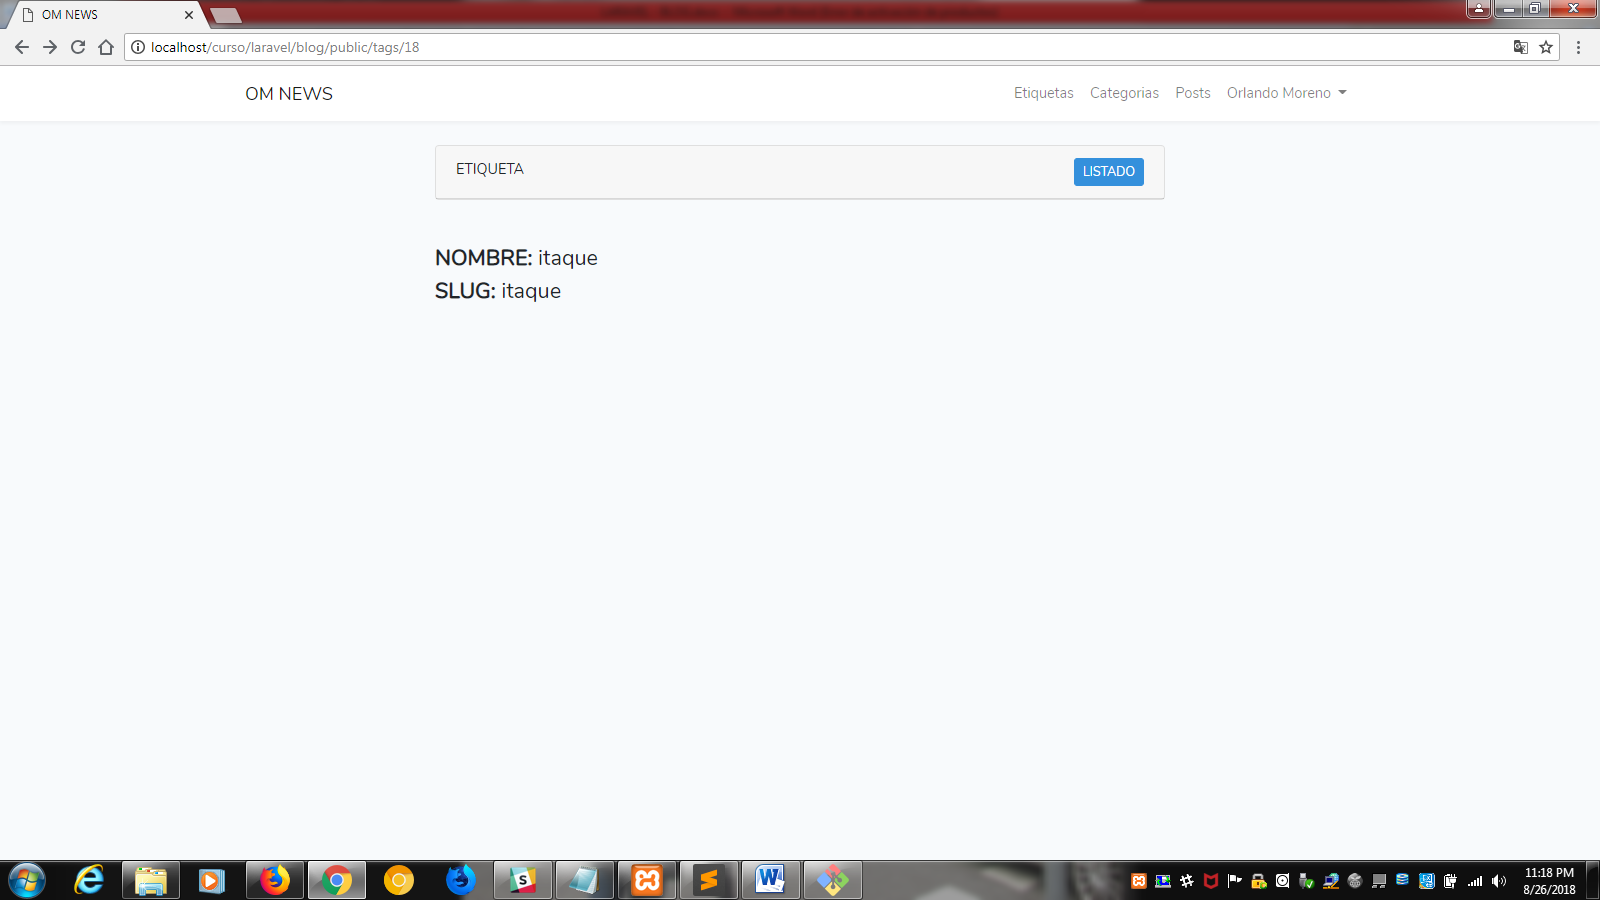 OM NEWS
localhost/curso/laravel/blog/public/tags/18
OM NEWS
Etiquetas Categorias Posts Orlando Moreno
ETIQUETA
LISTADO
NOMBRE: itaque
SLUG: itaque
11:18 PM
8/26/2018